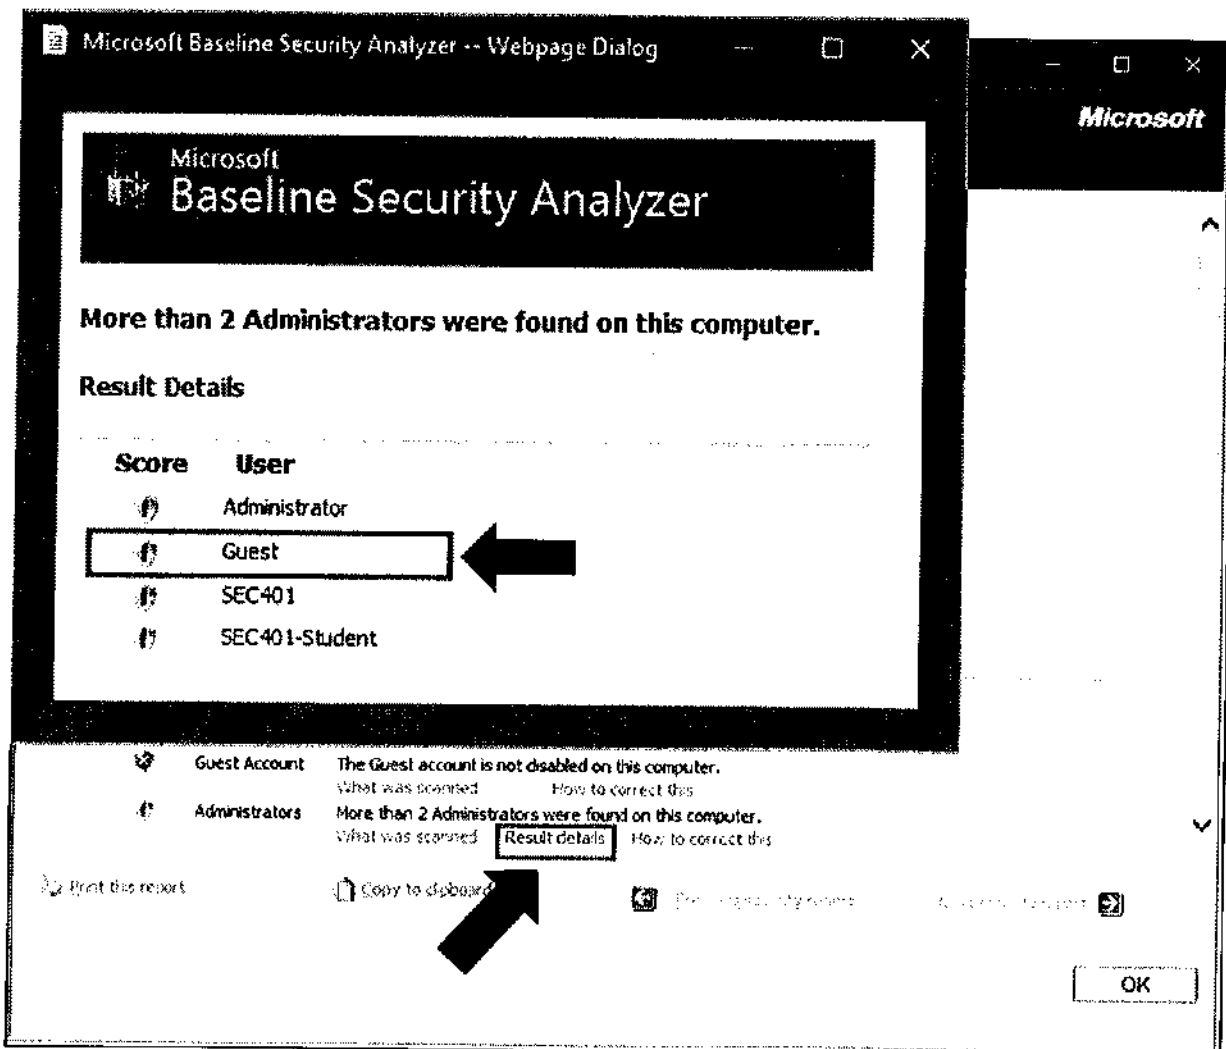 Microsoft Baseline Security Analyzer -- Webpage Dialog
Microsoft
Microsoft
Baseline Security Analyzer
More than 2 Administrators were found on this computer.
Result Details
Score User
Administrator
Guest
SEC401
SEC401-Student
Guest Account The Guest account is not disabled on this computer.
What was scanned How to correct this
Administrators More than 2 Administrators were found on this computer.
What was scanned Result details How to correct this
Print this report Copy to clipboard
OK